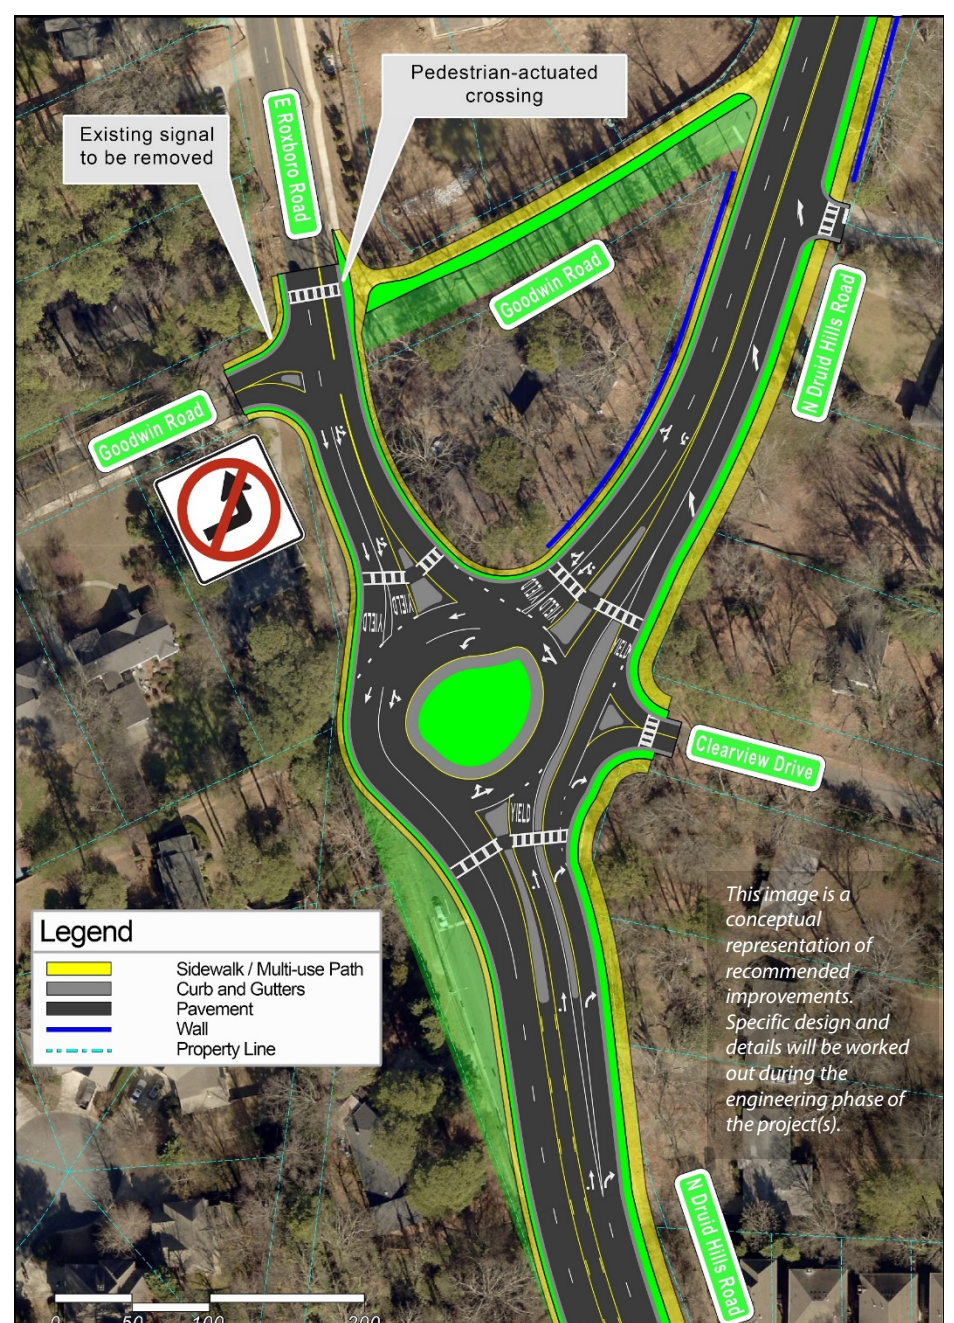 Pedestrian-actuated
crossing
Existing signal
to be removed
E Roxboro Road
Goodwin Road
N Druid Hills Road
Goodwin Road
YIELD
YIELD
YIELD
YIELD
YIELD
YIELD
Clearview Drive
This image is a
conceptual
representation of
recommended
improvements.
Specific design and
details will be worked
out during the
engineering phase of
the project(s).
Legend
Sidewalk / Multi-use Path
Curb and Gutters
Pavement
Wall
Property Line
N Druid Hills Road
0 50 100 200